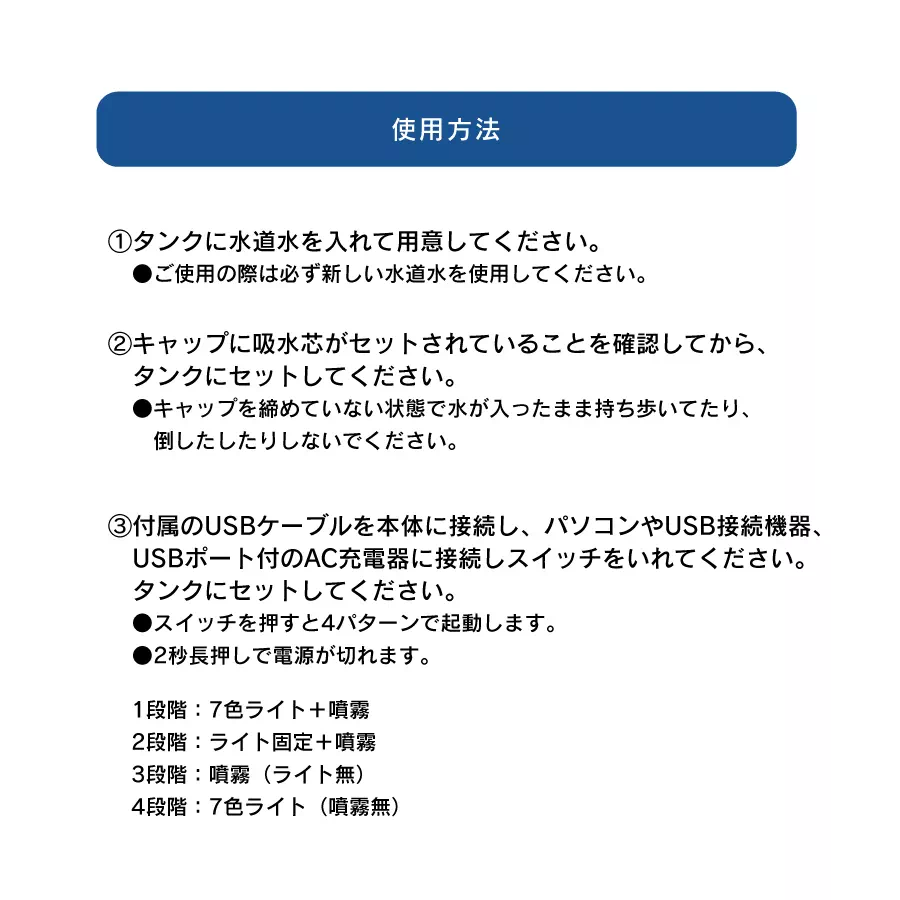 使用方法
①タンクに水道水を入れて用意してください。
●ご使用の際は必ず新しい水道水を使用してください。
②キャップに吸水芯がセットされていることを確認してから、
タンクにセットしてください。
●キャップを締めていない状態で水が入ったまま持ち歩いてたり、
倒したしたりしないでください。
③付属のUSBケーブルを本体に接続し、パソコンやUSB接続機器、
USBポート付のAC充電器に接続しスイッチをいれてください。
タンクにセットしてください。
●スイッチを押すと4パターンで起動します。
●2秒長押しで電源が切れます。
1段階：7色ライト＋噴霧
2段階：ライト固定＋噴霧
3段階：噴霧（ライト無）
4段階：7色ライト（噴霧無）